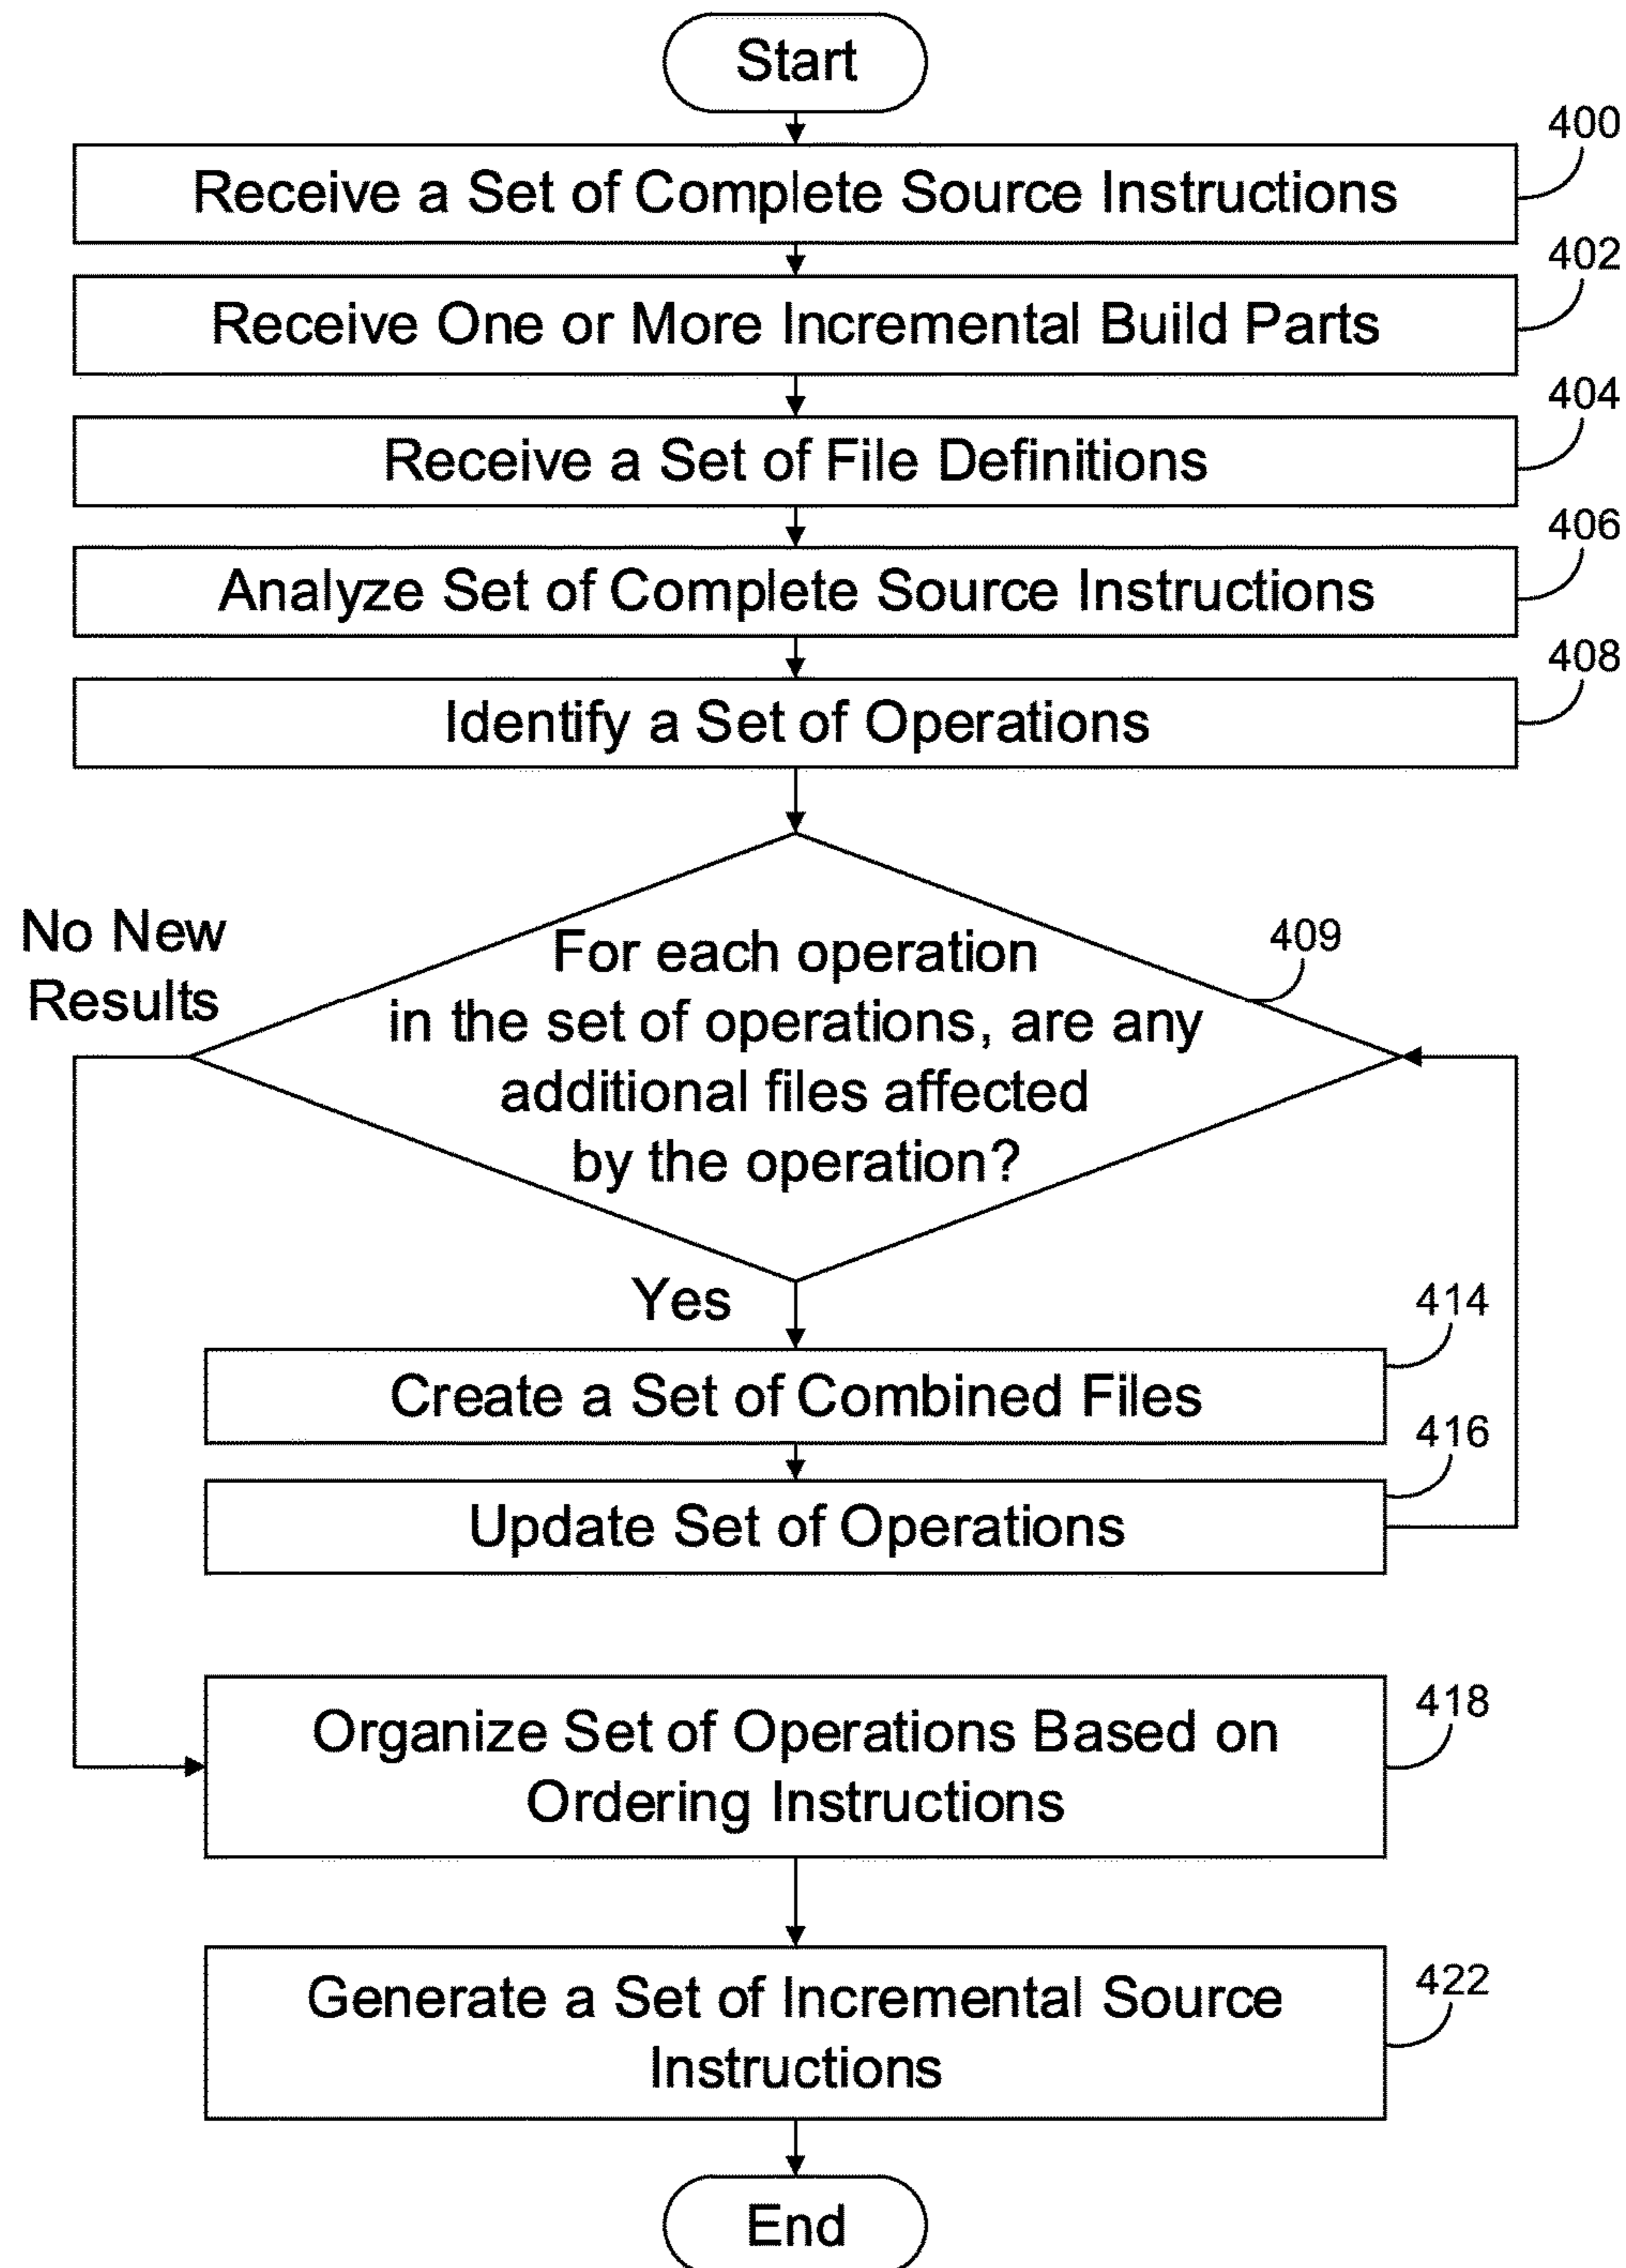 Start
400
Receive a Set of Complete Source Instructions
402
Receive One or More Incremental Build Parts
404
Receive a Set of File Definitions
406
Analyze Set of Complete Source Instructions
408
Identify a Set of Operations
No New
Results
409
For each operation
in the set of operations, are any
additional files affected
by the operation?
Yes
414
Create a Set of Combined Files
416
Update Set of Operations
418
Organize Set of Operations Based on
Ordering Instructions
422
Generate a Set of Incremental Source
Instructions
End